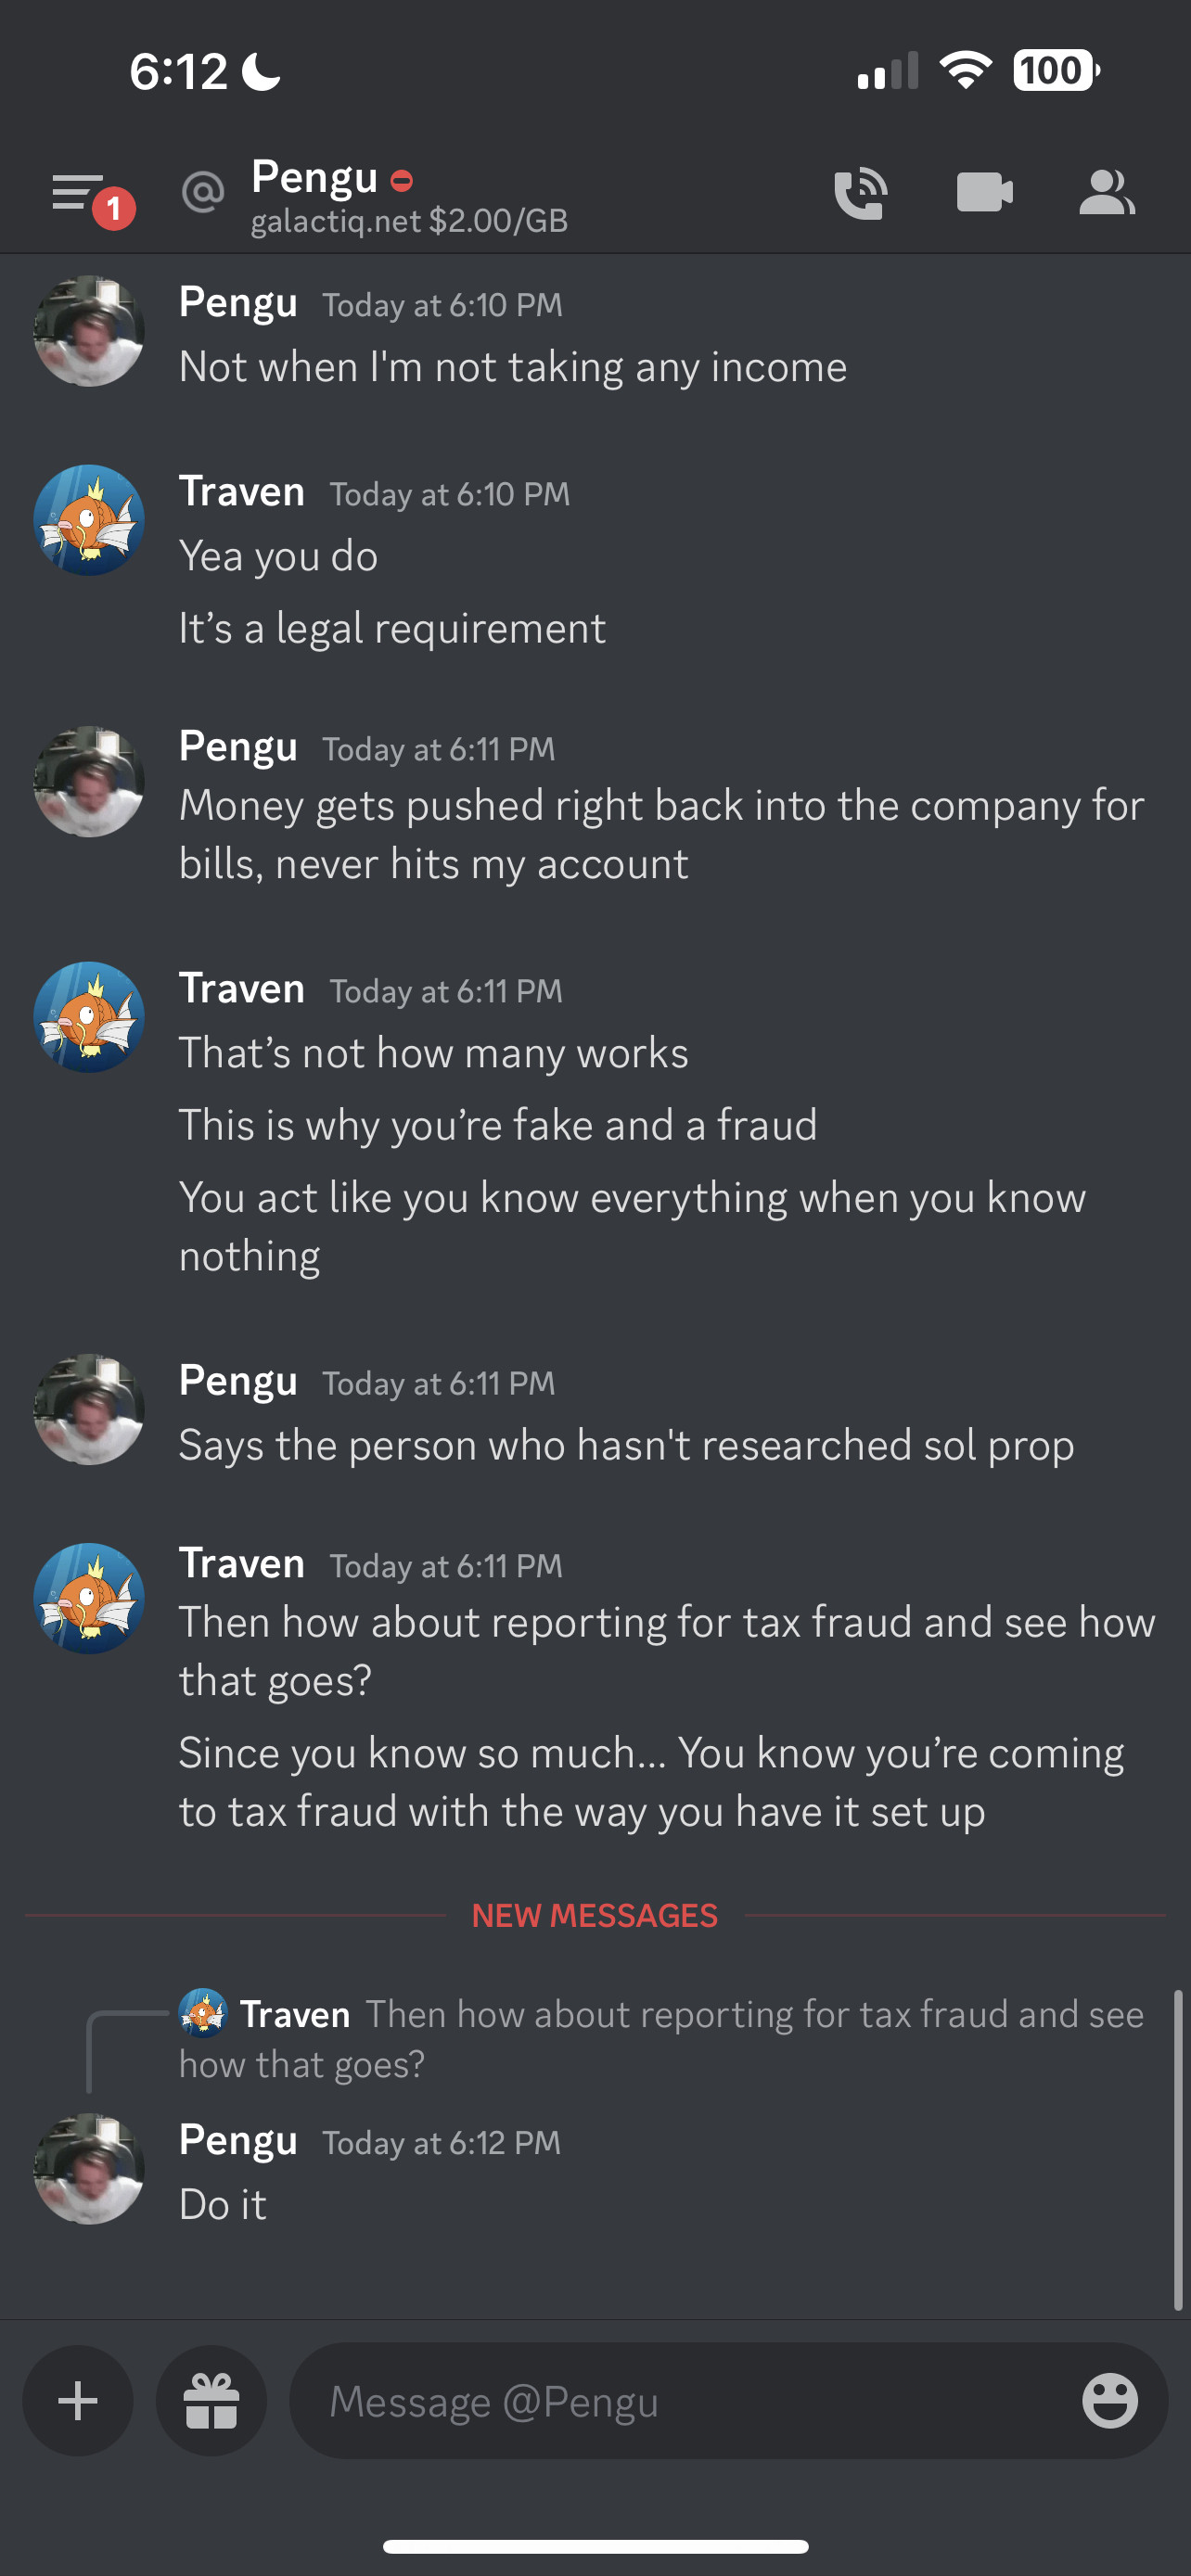 6:12
100
1
@ Pengu
galactiq.net $2.00/GB
Pengu Today at 6:10 PM
Not when I'm not taking any income
Traven Today at 6:10 PM
Yea you do
It’s a legal requirement
Pengu Today at 6:11 PM
Money gets pushed right back into the company for
bills, never hits my account
Traven Today at 6:11 PM
That’s not how many works
This is why you’re fake and a fraud
You act like you know everything when you know
nothing
Pengu Today at 6:11 PM
Says the person who hasn't researched sol prop
Traven Today at 6:11 PM
Then how about reporting for tax fraud and see how
that goes?
Since you know so much... You know you’re coming
to tax fraud with the way you have it set up
NEW MESSAGES
Traven Then how about reporting for tax fraud and see
how that goes?
Pengu Today at 6:12 PM
Do it
Message @Pengu